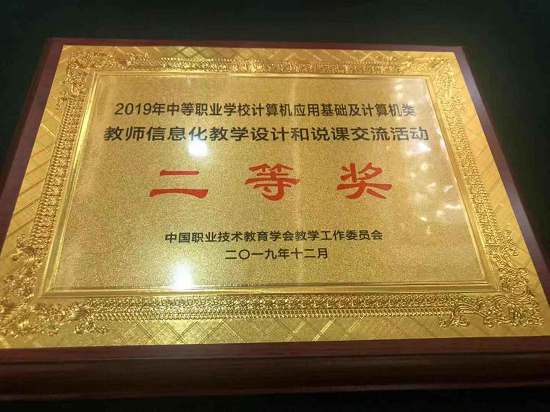 2019年中等职业学校计算机应用基础及计算机类
教师信息化教学设计和说课交流活动
二等奖
中国职业技术教育学会教学工作委员会
二〇一九年十二月